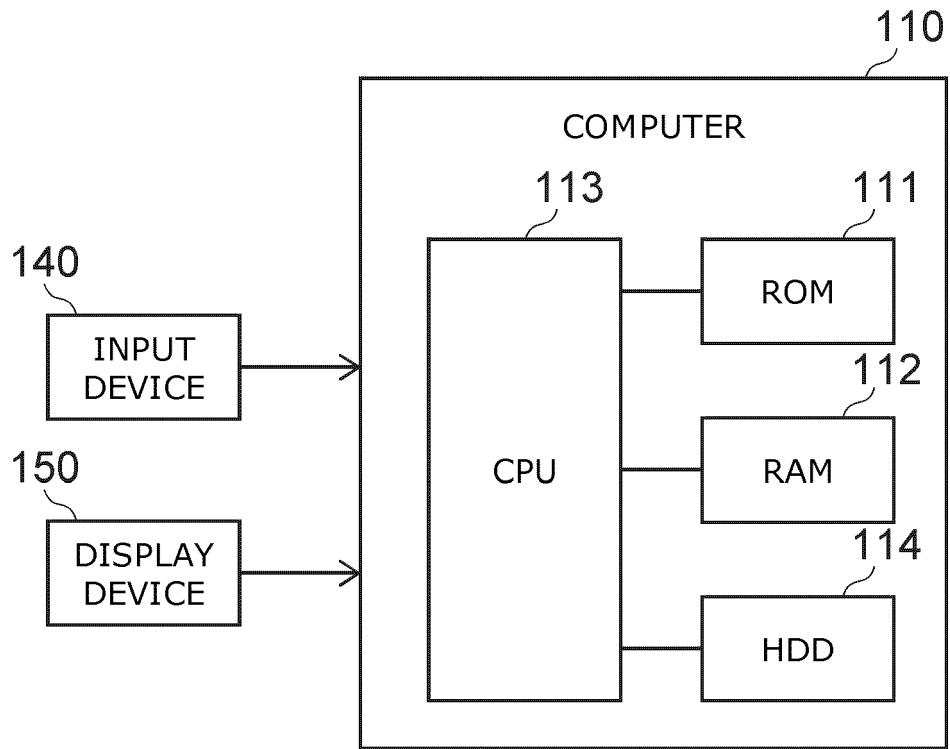 110
COMPUTER
113
111
ROM
140
INPUT
DEVICE
112
RAM
CPU
150
DISPLAY
DEVICE
114
HDD